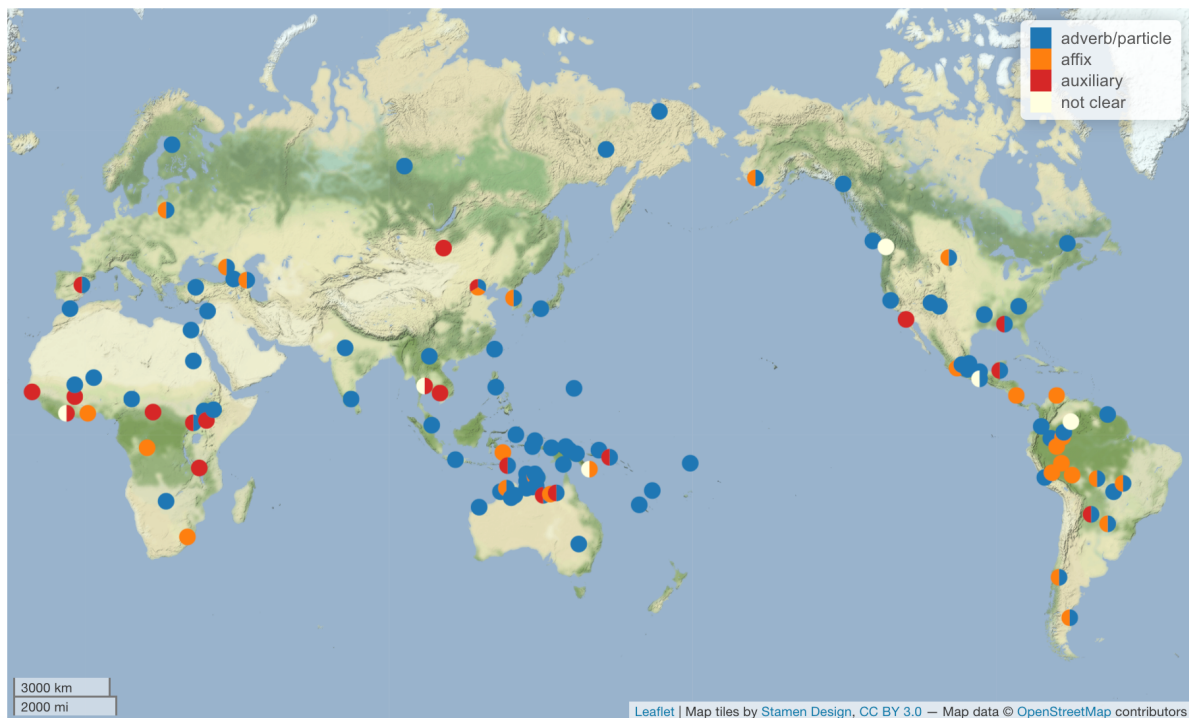 adverb/particle
affix
auxiliary
not clear
3000 km
2000 mi
Leaflet | Map tiles by Stamen Design, CC BY 3.0 — Map data © OpenStreetMap contributors